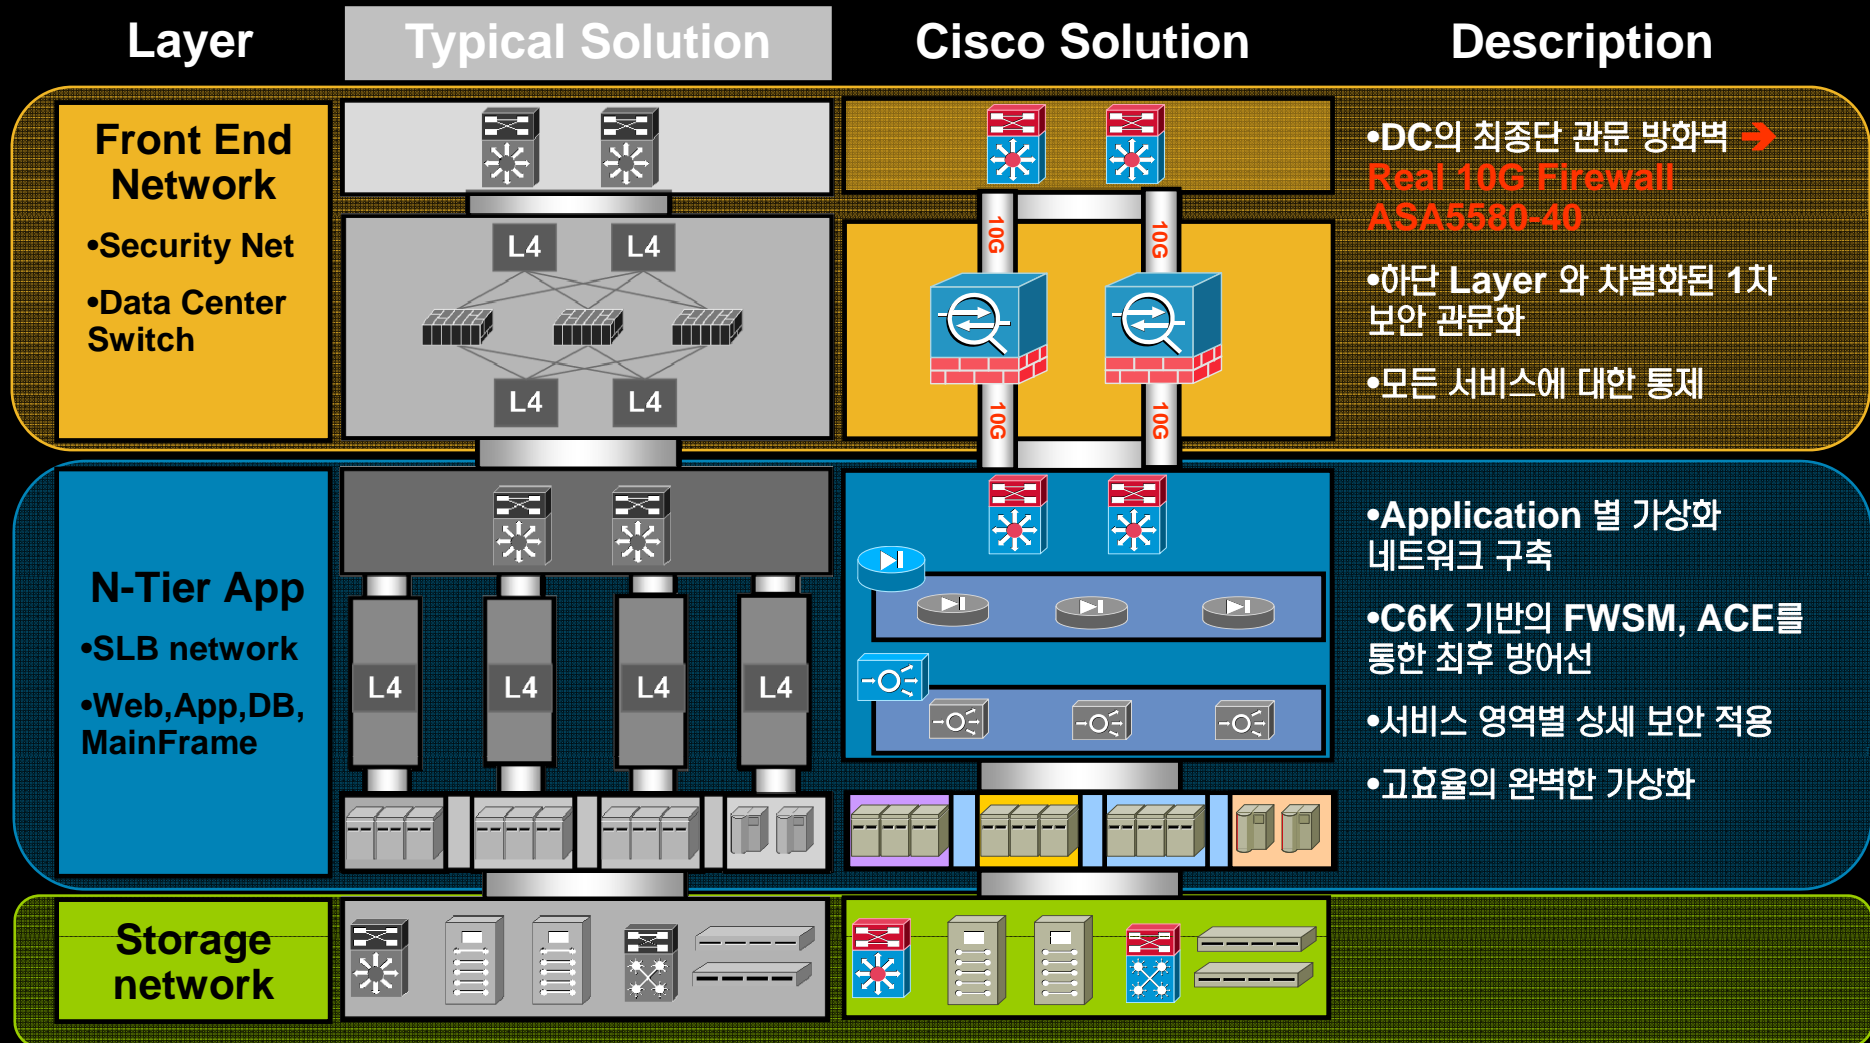 Layer
Typical Solution
Cisco Solution
Description
Front End
Network
•Security Net
•Data Center
Switch
L4
L4
L4
L4
10G
10G
10G
10G
•DC의 최종단 관문 방화벽 ➔
Real 10G Firewall
ASA5580-40
•하단 Layer 와 차별화된 1차
보안 관문화
•모든 서비스에 대한 통제
N-Tier App
•SLB network
•Web,App,DB,
MainFrame
L4
L4
L4
L4
•Application 별 가상화
네트워크 구축
•C6K 기반의 FWSM, ACE를
통한 최후 방어선
•서비스 영역별 상세 보안 적용
•고효율의 완벽한 가상화
Storage
network